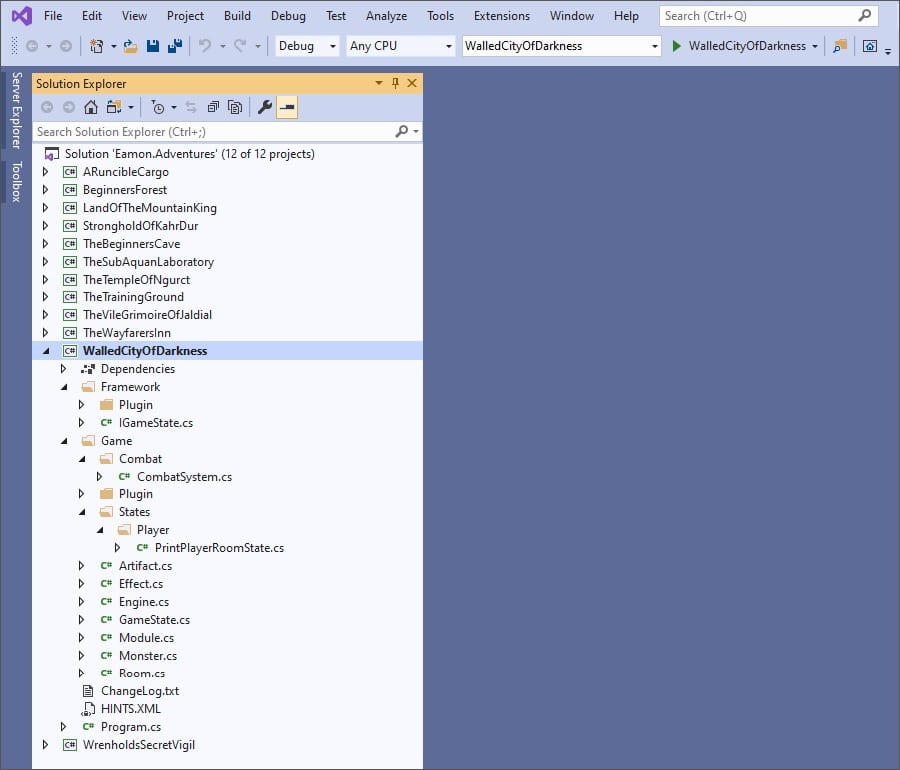 File Edit View Project Build Debug Test Analyze Tools Extensions Window Help Search (Ctrl+Q)
Debug Any CPU WalledCityOfDarkness WalledCityOfDarkness
Server Explorer
Toolbox
Solution Explorer
Search Solution Explorer (Ctrl+;)
Solution 'Eamon.Adventures' (12 of 12 projects)
C# ARuncibleCargo
C# BeginnersForest
C# LandOfTheMountainKing
C# StrongholdOfKahrDur
C# TheBeginnersCave
C# TheSubAquanLaboratory
C# TheTempleOfNgurct
C# TheTrainingGround
C# TheVileGrimoireOfJaldial
C# TheWayfarersInn
C# WalledCityOfDarkness
Dependencies
Framework
Plugin
C# IGameState.cs
Game
Combat
C# CombatSystem.cs
Plugin
States
Player
C# PrintPlayerRoomState.cs
C# Artifact.cs
C# Effect.cs
C# Engine.cs
C# GameState.cs
C# Module.cs
C# Monster.cs
C# Room.cs
ChangeLog.txt
HINTS.XML
C# Program.cs
C# WrenholdsSecretVigil